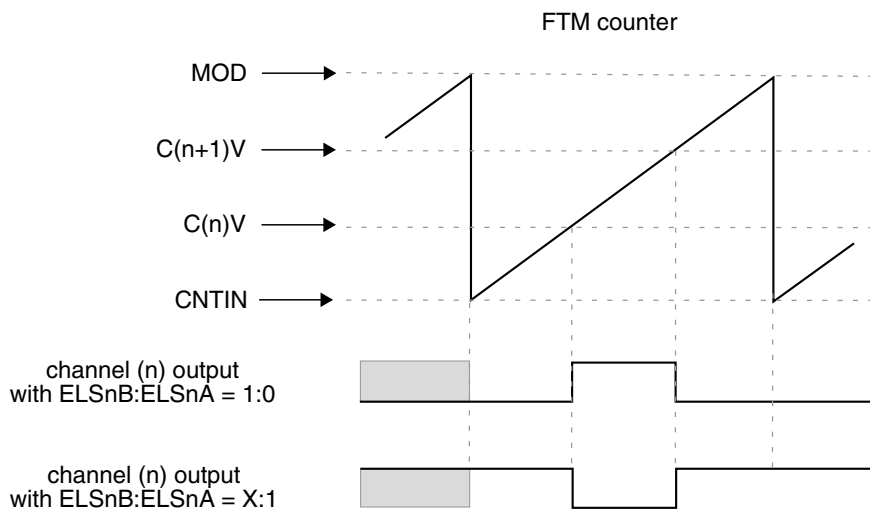 FTM counter
MOD
C(n+1)V
C(n)V
CNTIN
channel (n) output
with ELSnB:ELSnA = 1:0
channel (n) output
with ELSnB:ELSnA = X:1